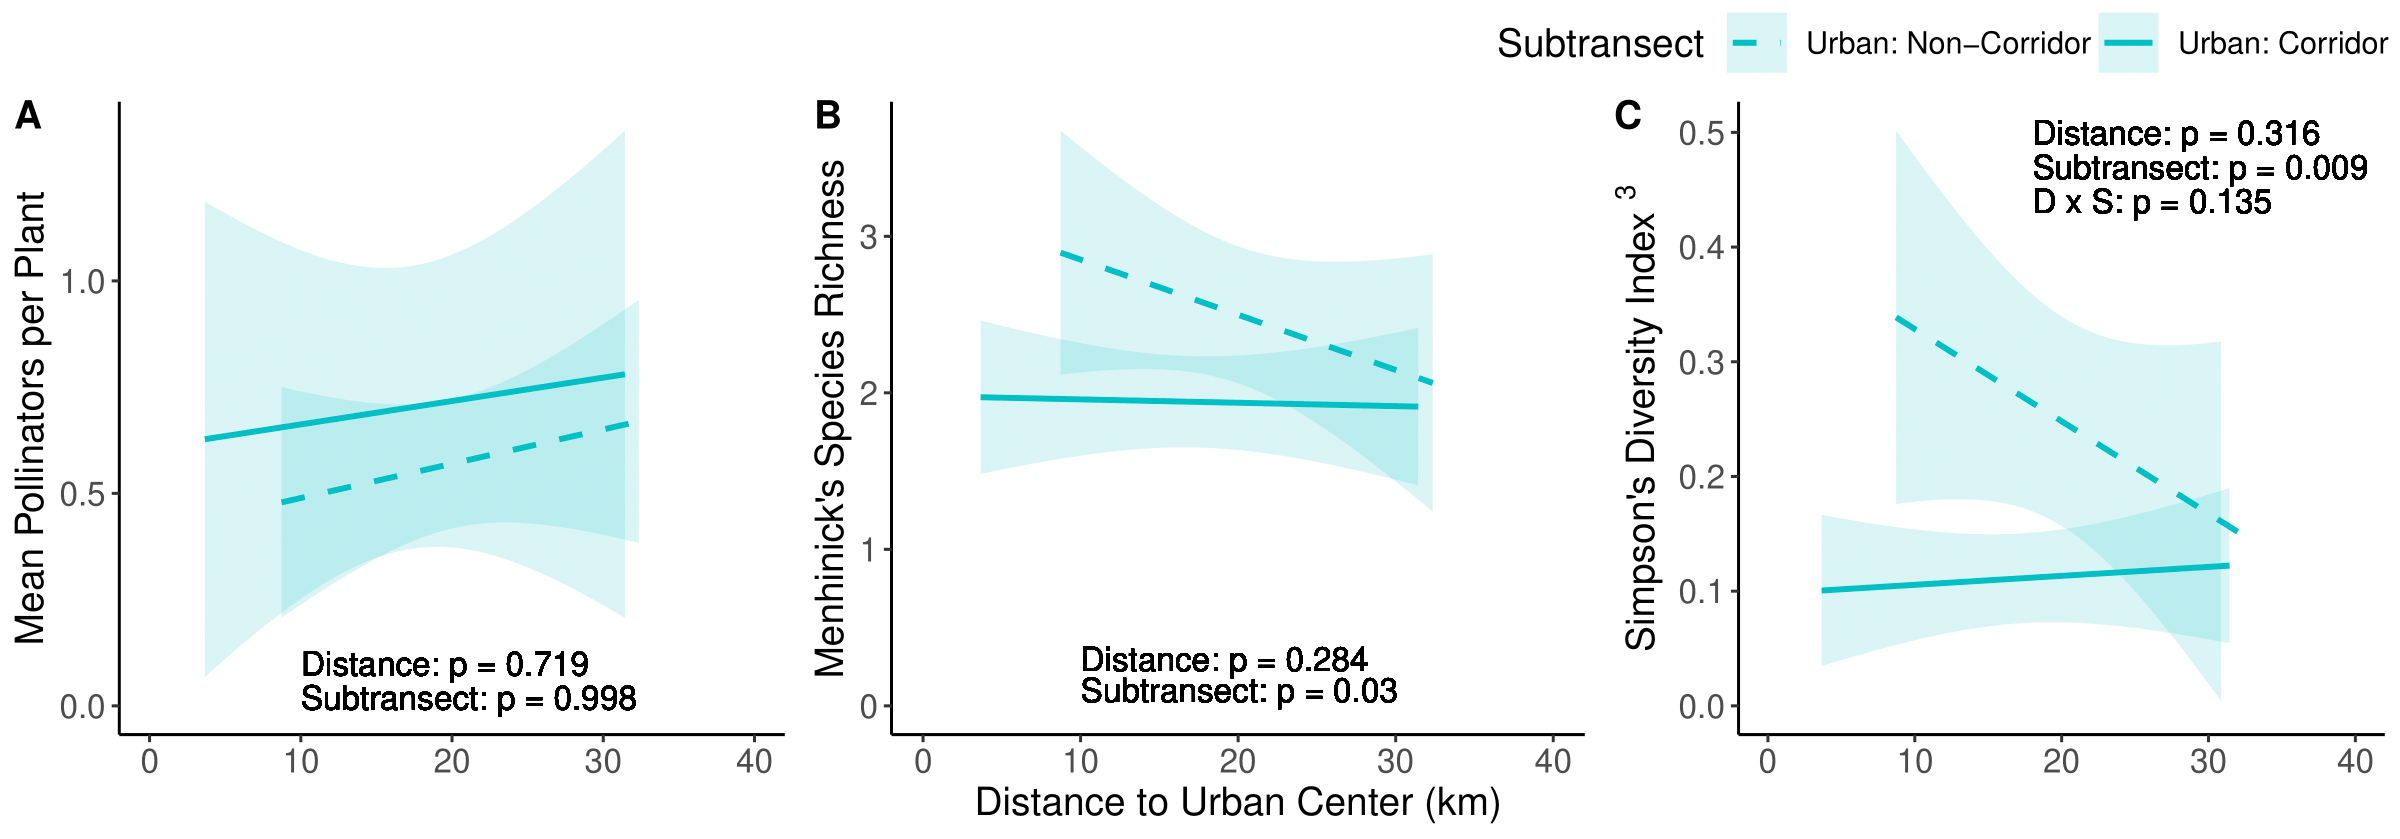 Subtransect Urban: Non−Corridor Urban: Corridor
A
Mean Pollinators per Plant
1.0
0.5
0.0
Distance: p = 0.719
Subtransect: p = 0.998
0 10 20 30 40
B
Menhinick's Species Richness
3
2
1
0
Distance: p = 0.284
Subtransect: p = 0.03
0 10 20 30 40
C
Simpson's Diversity Index 3
0.5
0.4
0.3
0.2
0.1
0.0
Distance: p = 0.316
Subtransect: p = 0.009
D x S: p = 0.135
0 10 20 30 40
Distance to Urban Center (km)